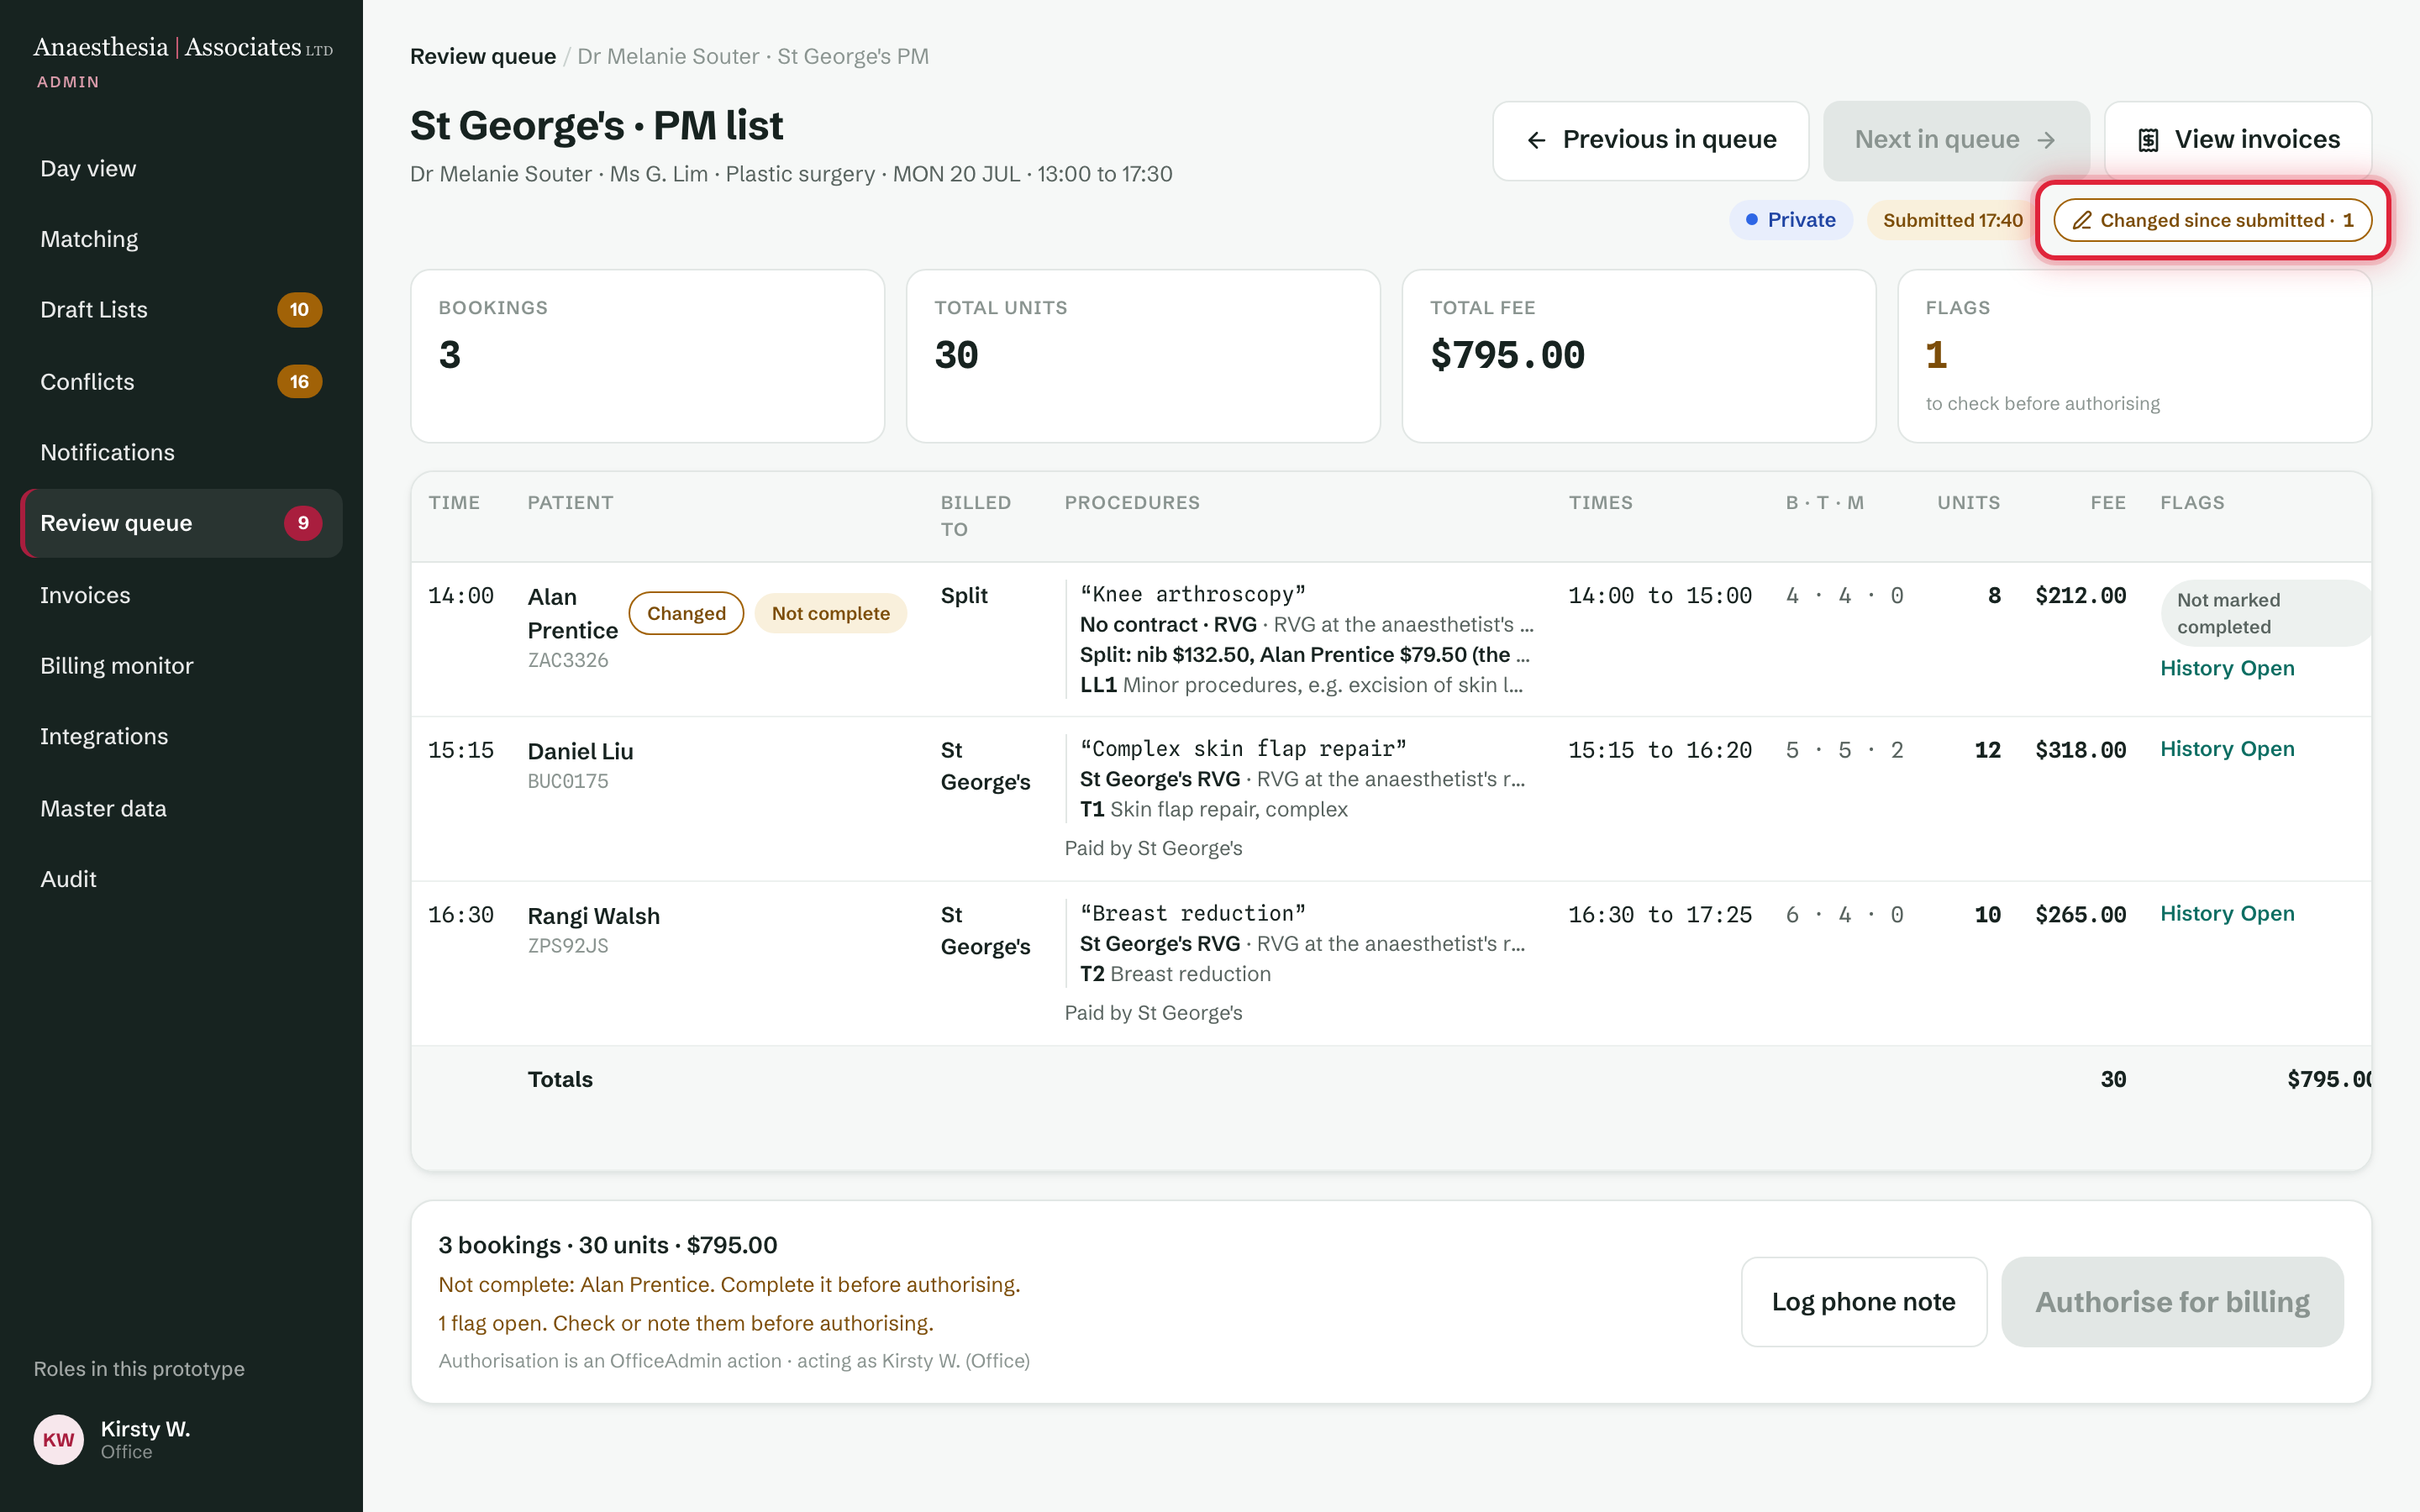 Anaesthesia | Associates LTD
ADMIN
Day view
Matching
Draft Lists 10
Conflicts 16
Notifications
Review queue 9
Invoices
Billing monitor
Integrations
Master data
Audit
Roles in this prototype
KW
Kirsty W.
Office
Review queue / Dr Melanie Souter · St George's PM
St George's · PM list
Dr Melanie Souter · Ms G. Lim · Plastic surgery · MON 20 JUL · 13:00 to 17:30
← Previous in queue
Next in queue →
View invoices
Private
Submitted 17:40
Changed since submitted · 1
BOOKINGS
3
TOTAL UNITS
30
TOTAL FEE
$795.00
FLAGS
1
to check before authorising
TIME PATIENT BILLED TO PROCEDURES TIMES B · T · M UNITS FEE FLAGS
14:00
Alan Prentice
ZAC3326
Changed
Not complete
Split
“Knee arthroscopy”
No contract · RVG · RVG at the anaesthetist's ...
Split: nib $132.50, Alan Prentice $79.50 (the ...
LL1 Minor procedures, e.g. excision of skin l...
14:00 to 15:00
4 · 4 · 0
8
$212.00
Not marked completed
History Open
15:15
Daniel Liu
BUC0175
St George's
“Complex skin flap repair”
St George's RVG · RVG at the anaesthetist's r...
T1 Skin flap repair, complex
Paid by St George's
15:15 to 16:20
5 · 5 · 2
12
$318.00
History Open
16:30
Rangi Walsh
ZPS92JS
St George's
“Breast reduction”
St George's RVG · RVG at the anaesthetist's r...
T2 Breast reduction
Paid by St George's
16:30 to 17:25
6 · 4 · 0
10
$265.00
History Open
Totals 30 $795.00
3 bookings · 30 units · $795.00
Not complete: Alan Prentice. Complete it before authorising.
1 flag open. Check or note them before authorising.
Authorisation is an OfficeAdmin action · acting as Kirsty W. (Office)
Log phone note
Authorise for billing